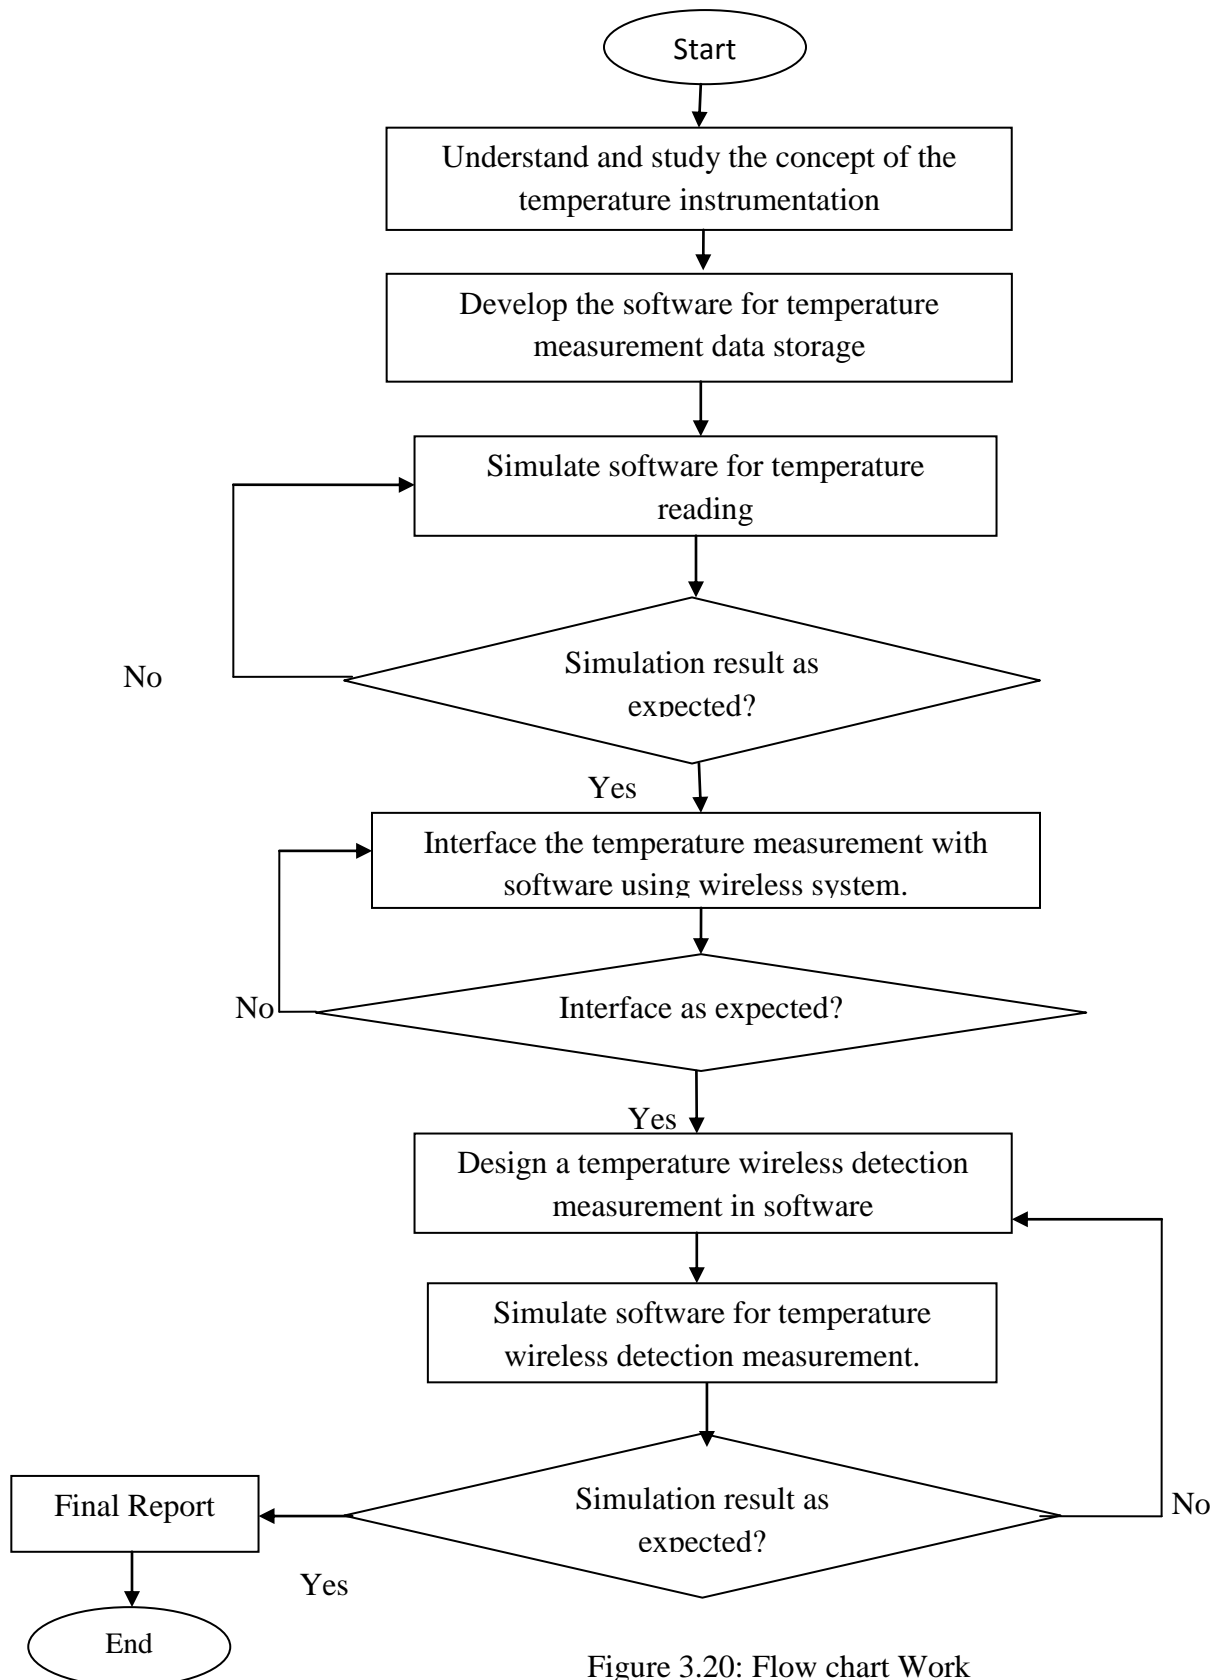 Start
Understand and study the concept of the
temperature instrumentation
Develop the software for temperature
measurement data storage
Simulate software for temperature
reading
Simulation result as
expected?
No
Yes
Interface the temperature measurement with
software using wireless system.
Interface as expected?
No
Yes
Design a temperature wireless detection
measurement in software
Simulate software for temperature
wireless detection measurement.
Simulation result as
expected?
No
Final Report
Yes
End
Figure 3.20: Flow chart Work